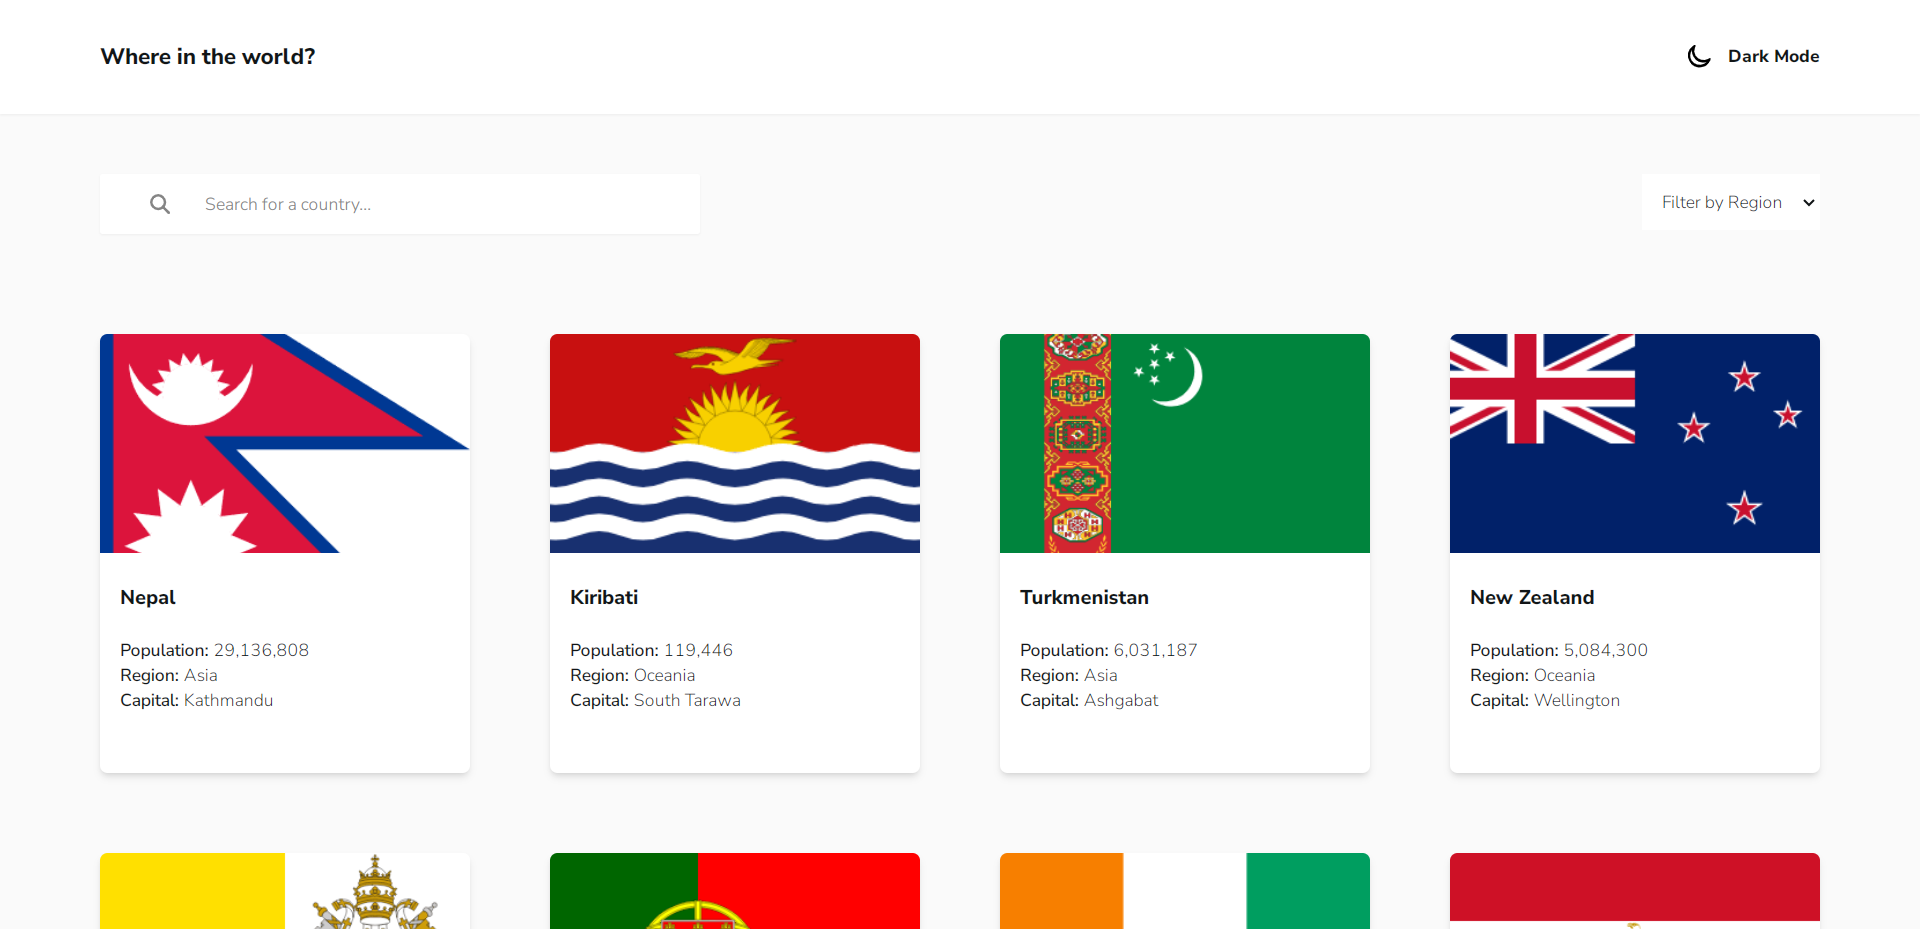 Where in the world?
Dark Mode
Search for a country...
Filter by Region
Nepal
Population: 29,136,808
Region: Asia
Capital: Kathmandu
Kiribati
Population: 119,446
Region: Oceania
Capital: South Tarawa
Turkmenistan
Population: 6,031,187
Region: Asia
Capital: Ashgabat
New Zealand
Population: 5,084,300
Region: Oceania
Capital: Wellington